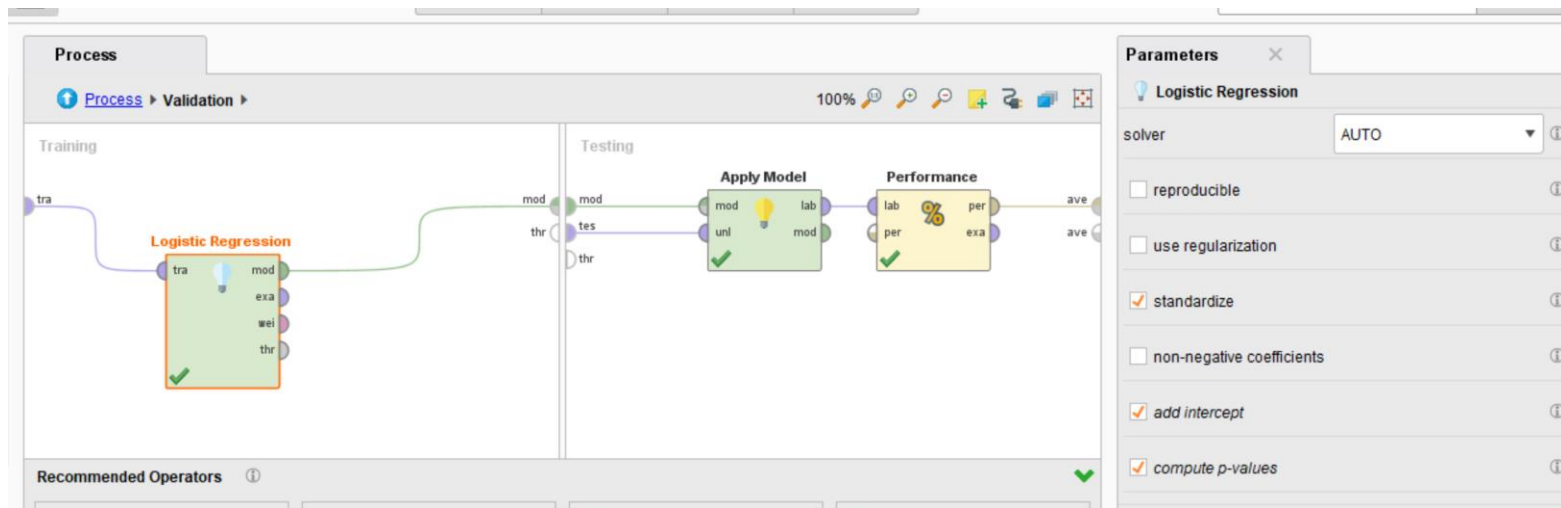 Process
Process ▸ Validation ▸
100%
Training
tra
Logistic Regression
tra mod
exa
wei
thr
mod
thr
Testing
mod
tes
thr
Apply Model
mod lab
unl mod
Performance
lab % per
per exa
ave
ave
Recommended Operators
Parameters
Logistic Regression
solver AUTO
reproducible
use regularization
standardize
non-negative coefficients
add intercept
compute p-values